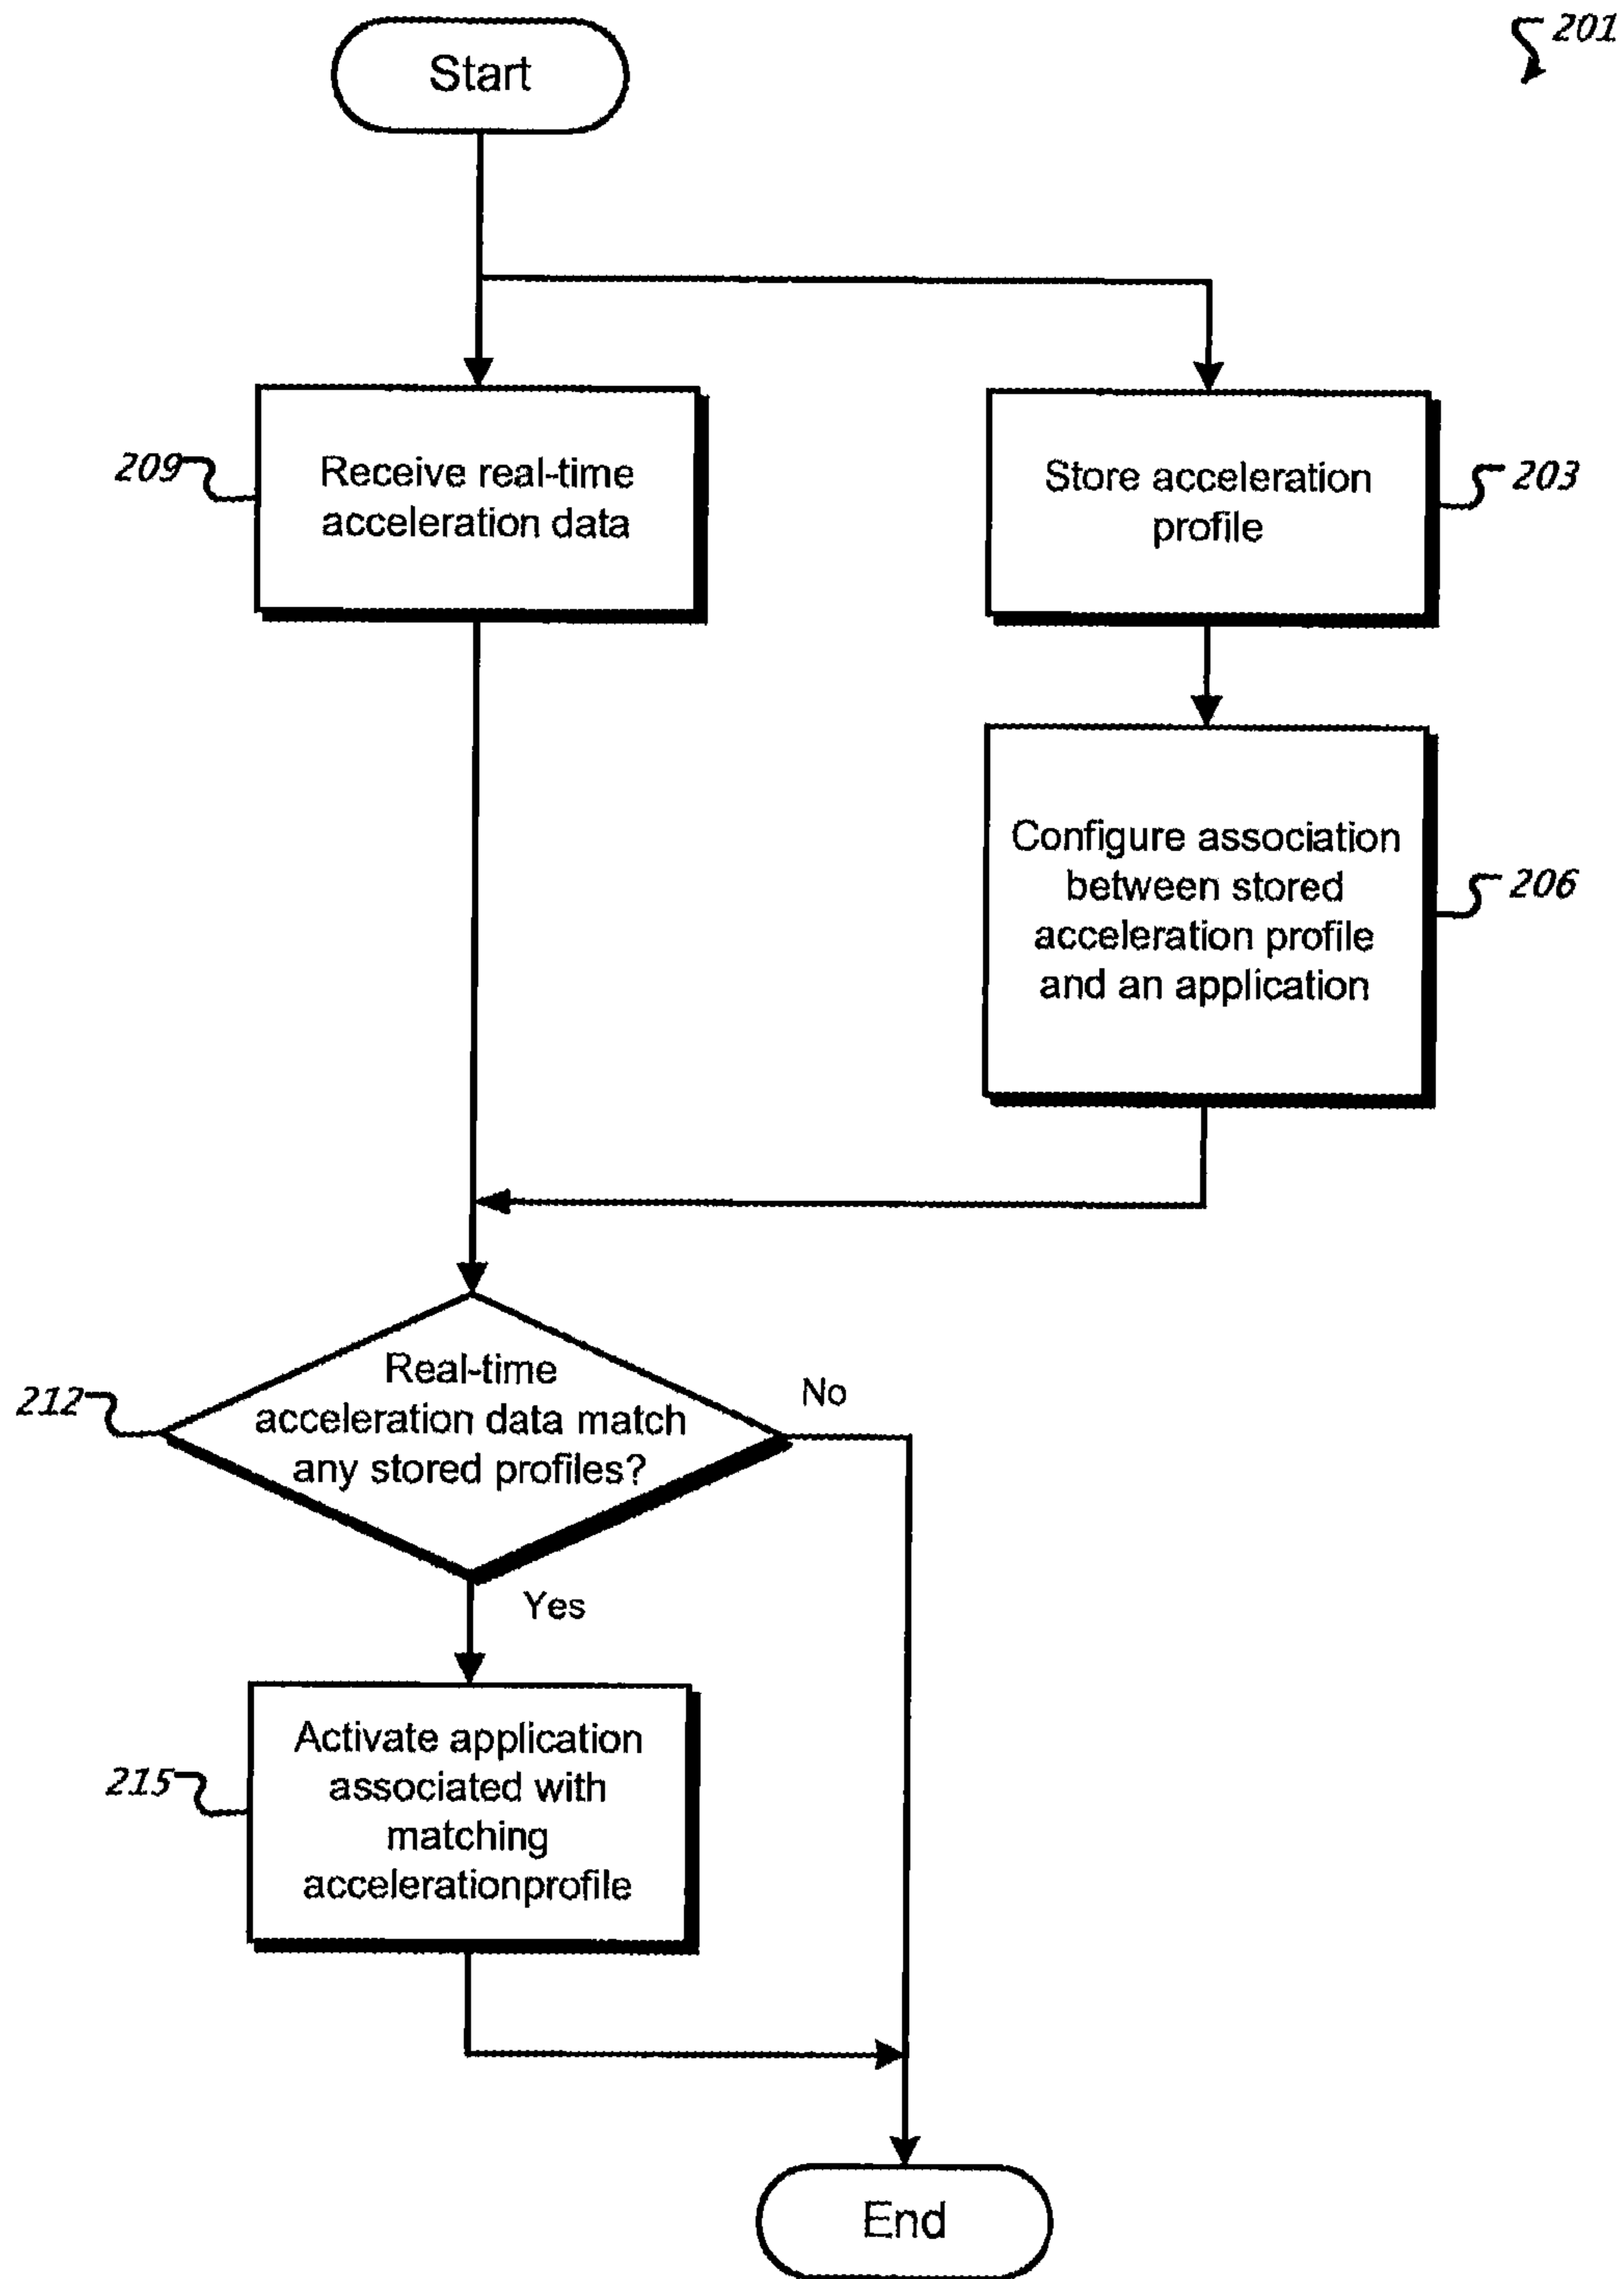 201
Start
209
Receive real-time
acceleration data
Store acceleration
profile
203
Configure association
between stored
acceleration profile
and an application
206
212
Real-time
acceleration data match
any stored profiles?
No
Yes
215
Activate application
associated with
matching
accelerationprofile
End